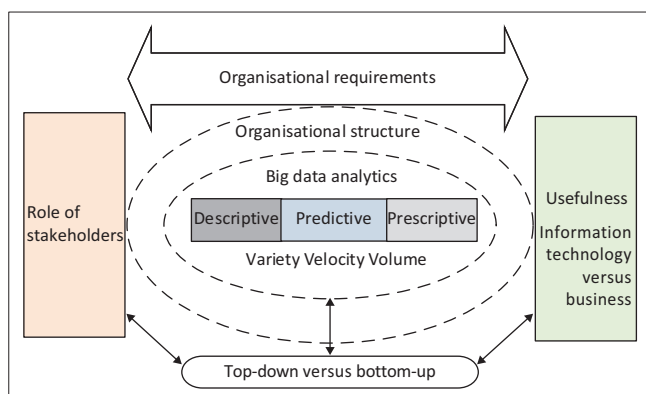 Organisational requirements
Organisational structure
Big data analytics
Role of
stakeholders
Descriptive
Predictive
Prescriptive
Variety Velocity Volume
Usefulness
Information
technology
versus
business
Top-down versus bottom-up